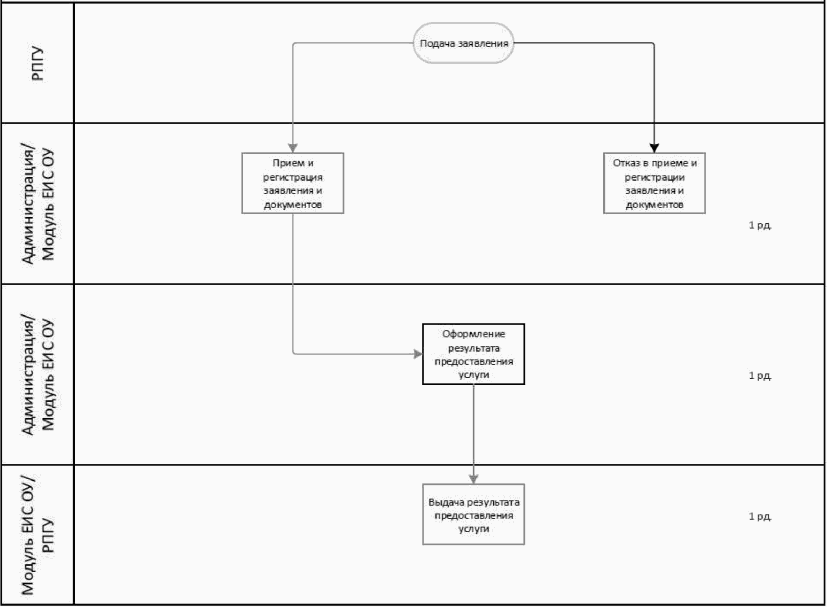 РПГУ
Подача заявления
Администрация/
Модуль ЕИС ОУ
Прием и
регистрация
заявления и
документов
Отказ в приеме и
регистрации
заявления и
документов
1 рд.
Администрация/
Модуль ЕИС ОУ
Оформление
результата
предоставления
услуги
1 рд.
Модуль ЕИС ОУ/
РПГУ
Выдача результата
предоставления
услуги
1 рд.